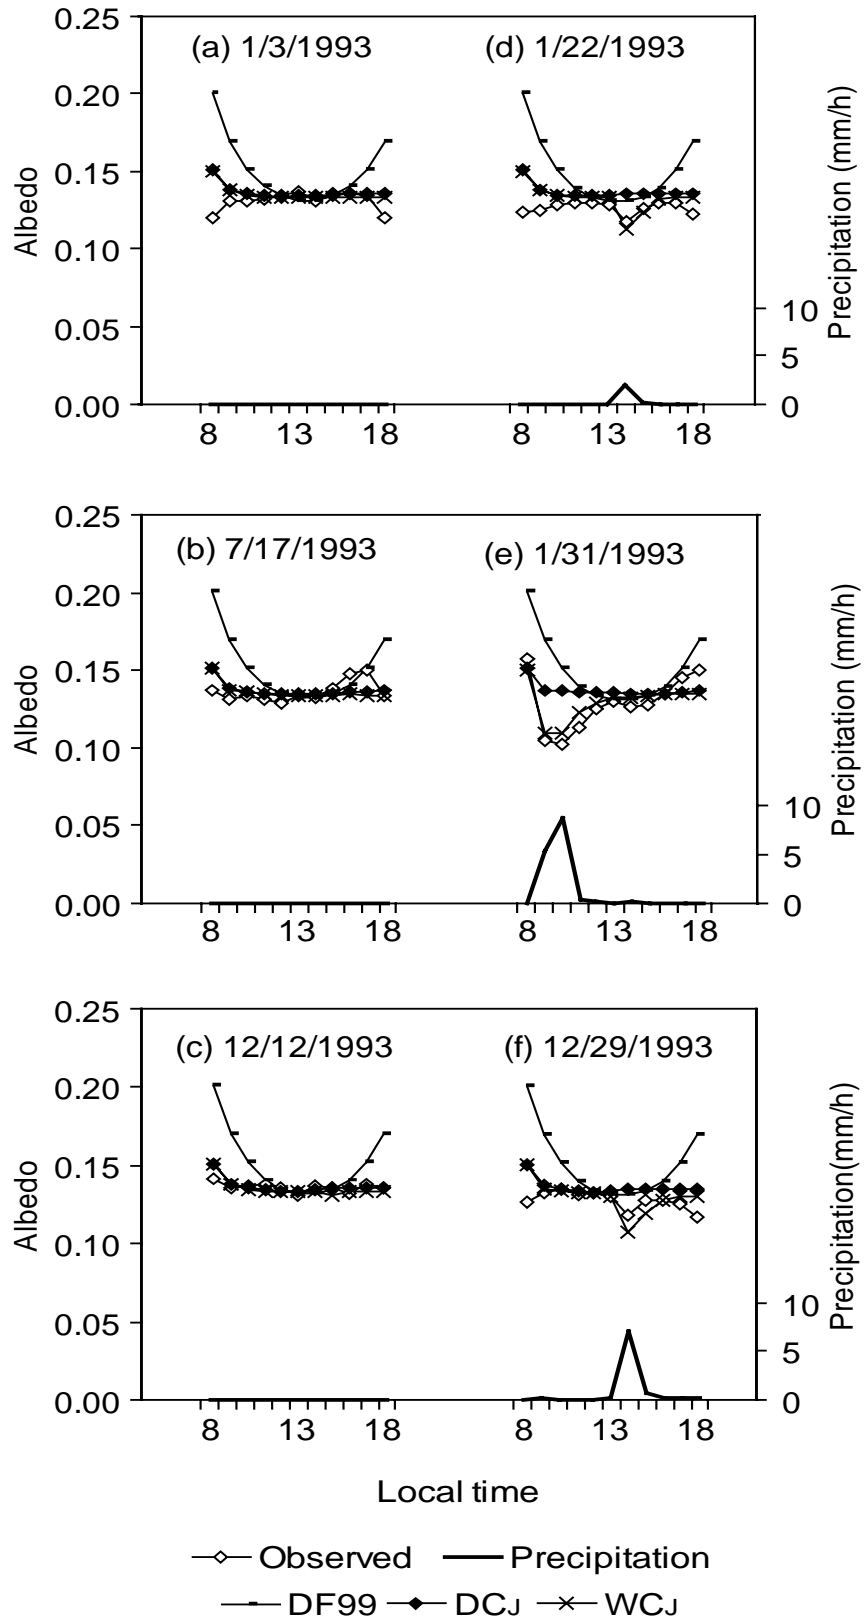 0.25
(a) 1/3/1993 (d) 1/22/1993
0.20
0.15
0.10
0.05
0.00
Albedo
10
5
0
Precipitation (mm/h)
8 13 18 8 13 18
0.25
(b) 7/17/1993 (e) 1/31/1993
0.20
0.15
0.10
0.05
0.00
Albedo
10
5
0
Precipitation (mm/h)
8 13 18 8 13 18
0.25
(c) 12/12/1993 (f) 12/29/1993
0.20
0.15
0.10
0.05
0.00
Albedo
10
5
0
Precipitation(mm/h)
8 13 18 8 13 18
Local time
Observed Precipitation
DF99 DCJ WCJ